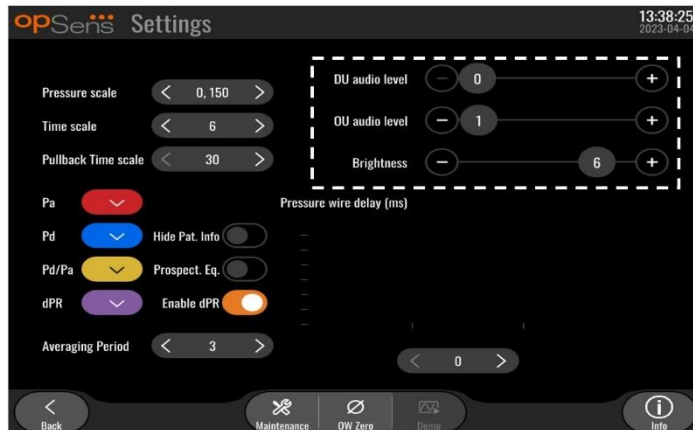 opSens Settings
13:38:25
2023-04-04
Pressure scale 0, 150
Time scale 6
Pullback Time scale 30
DU audio level 0
OU audio level 1
Brightness 6
Pa
Pressure wire delay (ms)
Pd Hide Pat. Info
Pd/Pa Prospect. Eq.
dPR Enable dPR
Averaging Period 3
0
Back
Maintenance
OW Zero
Demo
Info